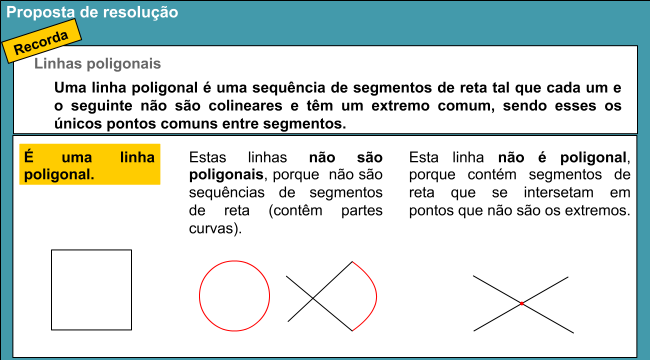 Proposta de resolução
Recorda
Linhas poligonais
Uma linha poligonal é uma sequência de segmentos de reta tal que cada um e
o seguinte não são colineares e têm um extremo comum, sendo esses os
únicos pontos comuns entre segmentos.
É uma linha
poligonal.
Estas linhas não são
poligonais, porque não são
sequências de segmentos
de reta (contêm partes
curvas).
Esta linha não é poligonal,
porque contém segmentos de
reta que se intersetam em
pontos que não são os extremos.